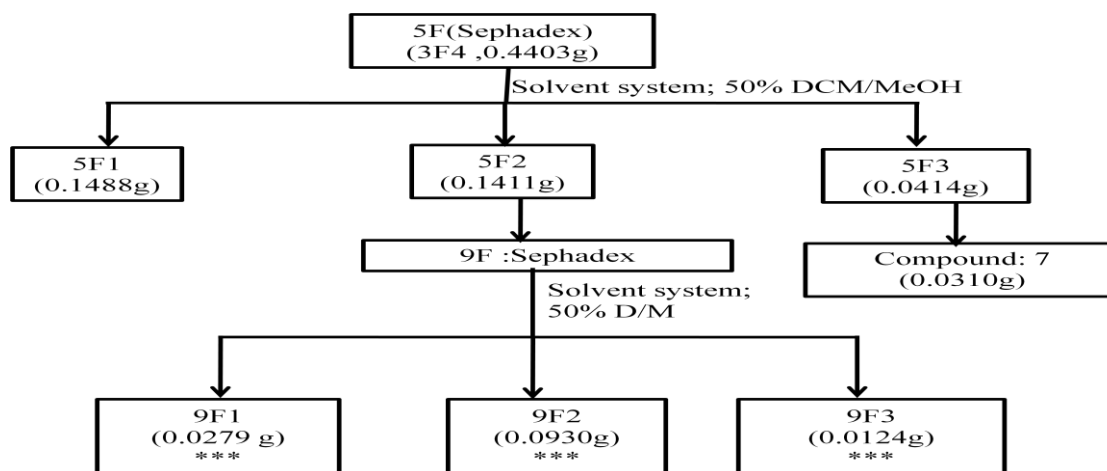 5F(Sephadex)
(3F4 ,0.4403g)
Solvent system; 50% DCM/MeOH
5F1
(0.1488g)
5F2
(0.1411g)
5F3
(0.0414g)
9F :Sephadex
Compound: 7
(0.0310g)
Solvent system;
50% D/M
9F1
(0.0279 g)
***
9F2
(0.0930g)
***
9F3
(0.0124g)
***